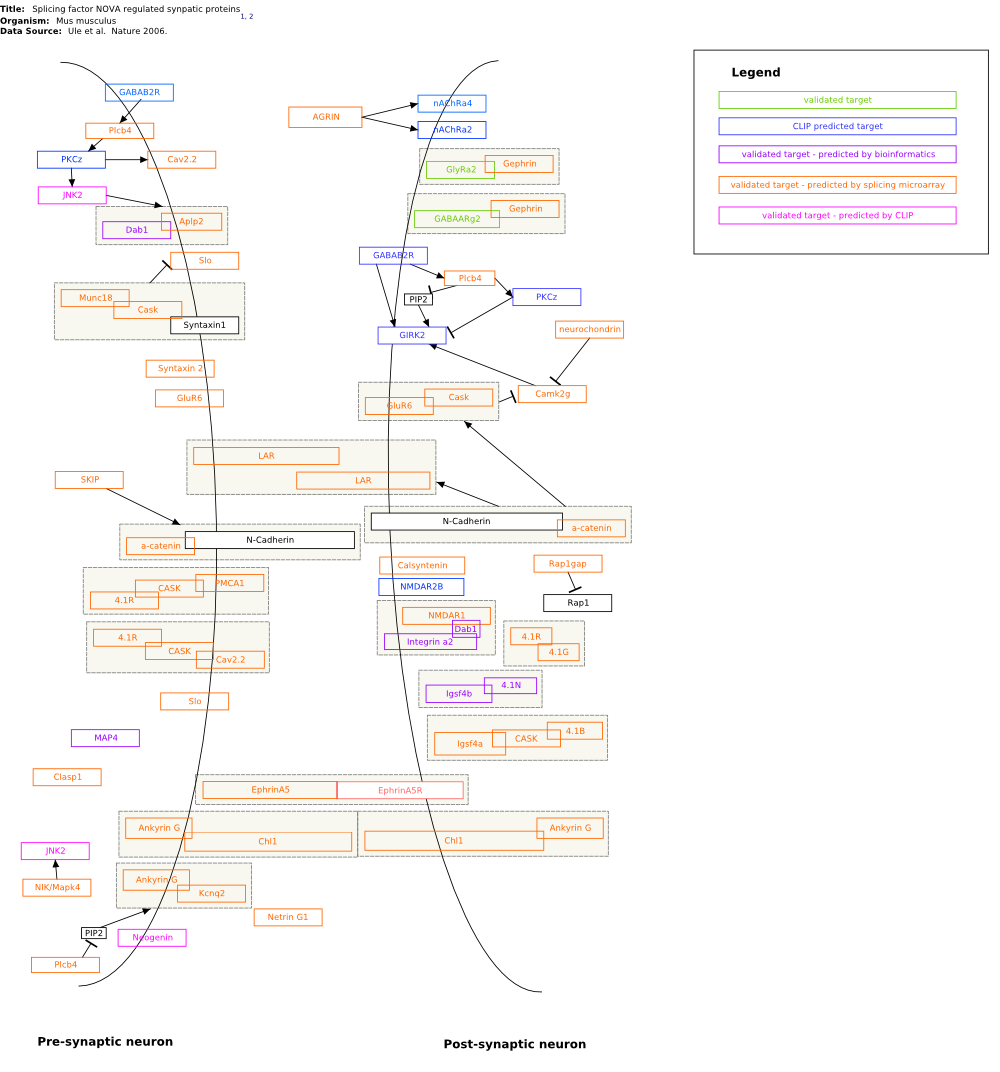 Title: Splicing factor NOVA regulated synpatic proteins
1, 2
Organism: Mus musculus
Data Source: Ule et al. Nature 2006.
Legend
validated target
CLIP predicted target
validated target - predicted by bioinformatics
validated target - predicted by splicing microarray
validated target - predicted by CLIP
GABAB2R
Plcb4
PKCz
Cav2.2
JNK2
Aplp2
Dab1
Slo
Munc18
Cask
Syntaxin1
Syntaxin 2
GluR6
LAR
LAR
SKIP
a-catenin
N-Cadherin
PMCA1
CASK
4.1R
4.1R
CASK
Cav2.2
Slo
MAP4
Clasp1
EphrinA5
EphrinA5R
Ankyrin G
Chl1
JNK2
NIK/Mapk4
Ankyrin G
Kcnq2
Netrin G1
PIP2
Neogenin
Plcb4
AGRIN
nAChRa4
nAChRa2
Gephrin
GlyRa2
Gephrin
GABAARg2
GABAB2R
Plcb4
PIP2
PKCz
GIRK2
neurochondrin
Camk2g
Cask
GluR6
N-Cadherin
a-catenin
Calsyntenin
Rap1gap
NMDAR2B
Rap1
NMDAR1
Dab1
Integrin a2
4.1R
4.1G
4.1N
Igsf4b
4.1B
CASK
Igsf4a
Ankyrin G
Chl1
Pre-synaptic neuron
Post-synaptic neuron